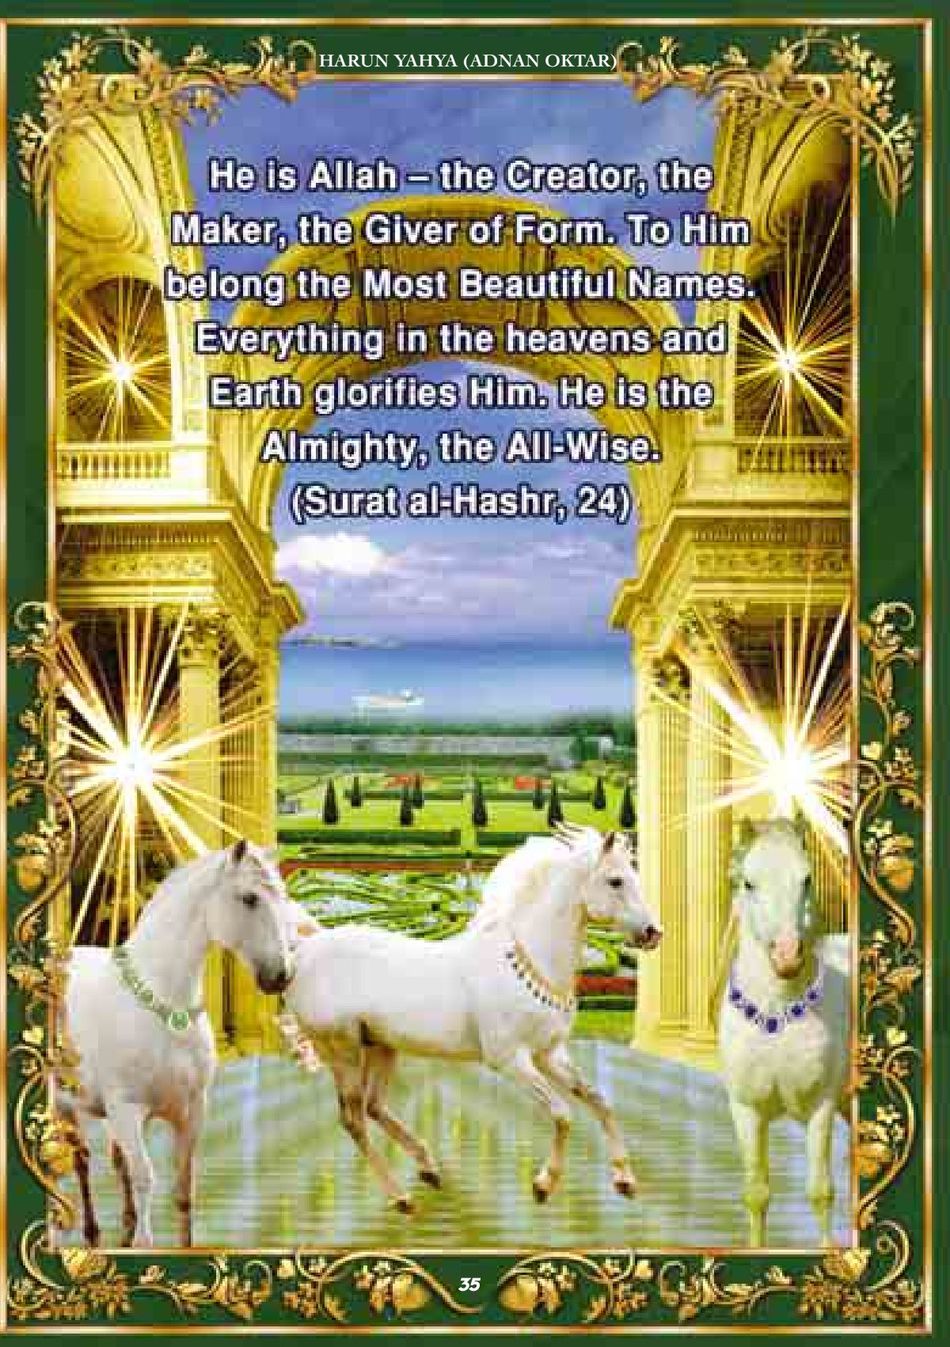 HARUN YAHYA (ADNAN OKTAR)
He is Allah – the Creator, the
Maker, the Giver of Form. To Him
belong the Most Beautiful Names.
Everything in the heavens and
Earth glorifies Him. He is the
Almighty, the All-Wise.
(Surat al-Hashr, 24)
35